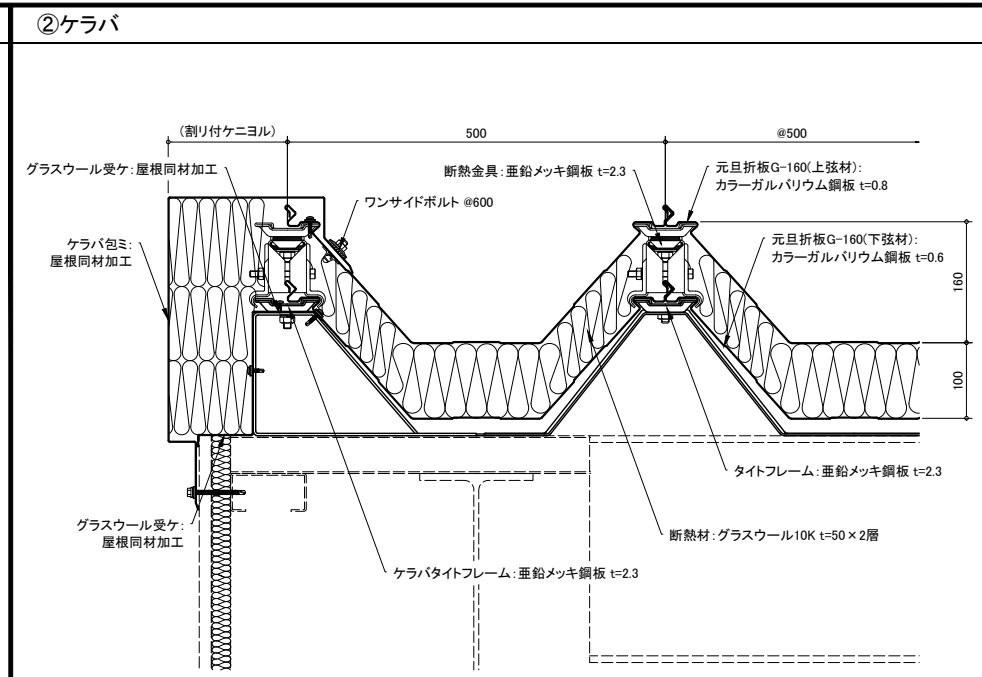 ②ケラバ
(割リ付ケニヨル)
500
@500
グラスウール受ケ:屋根同材加工
断熱金具:亜鉛メッキ鋼板 t=2.3
元旦折板G-160(上弦材):
カラーガルバリウム鋼板 t=0.8
ワンサイドボルト @600
ケラバ包ミ:
屋根同材加工
元旦折板G-160(下弦材):
カラーガルバリウム鋼板 t=0.6
160
100
タイトフレーム:亜鉛メッキ鋼板 t=2.3
グラスウール受ケ:
屋根同材加工
断熱材:グラスウール10K t=50×2層
ケラバタイトフレーム:亜鉛メッキ鋼板 t=2.3